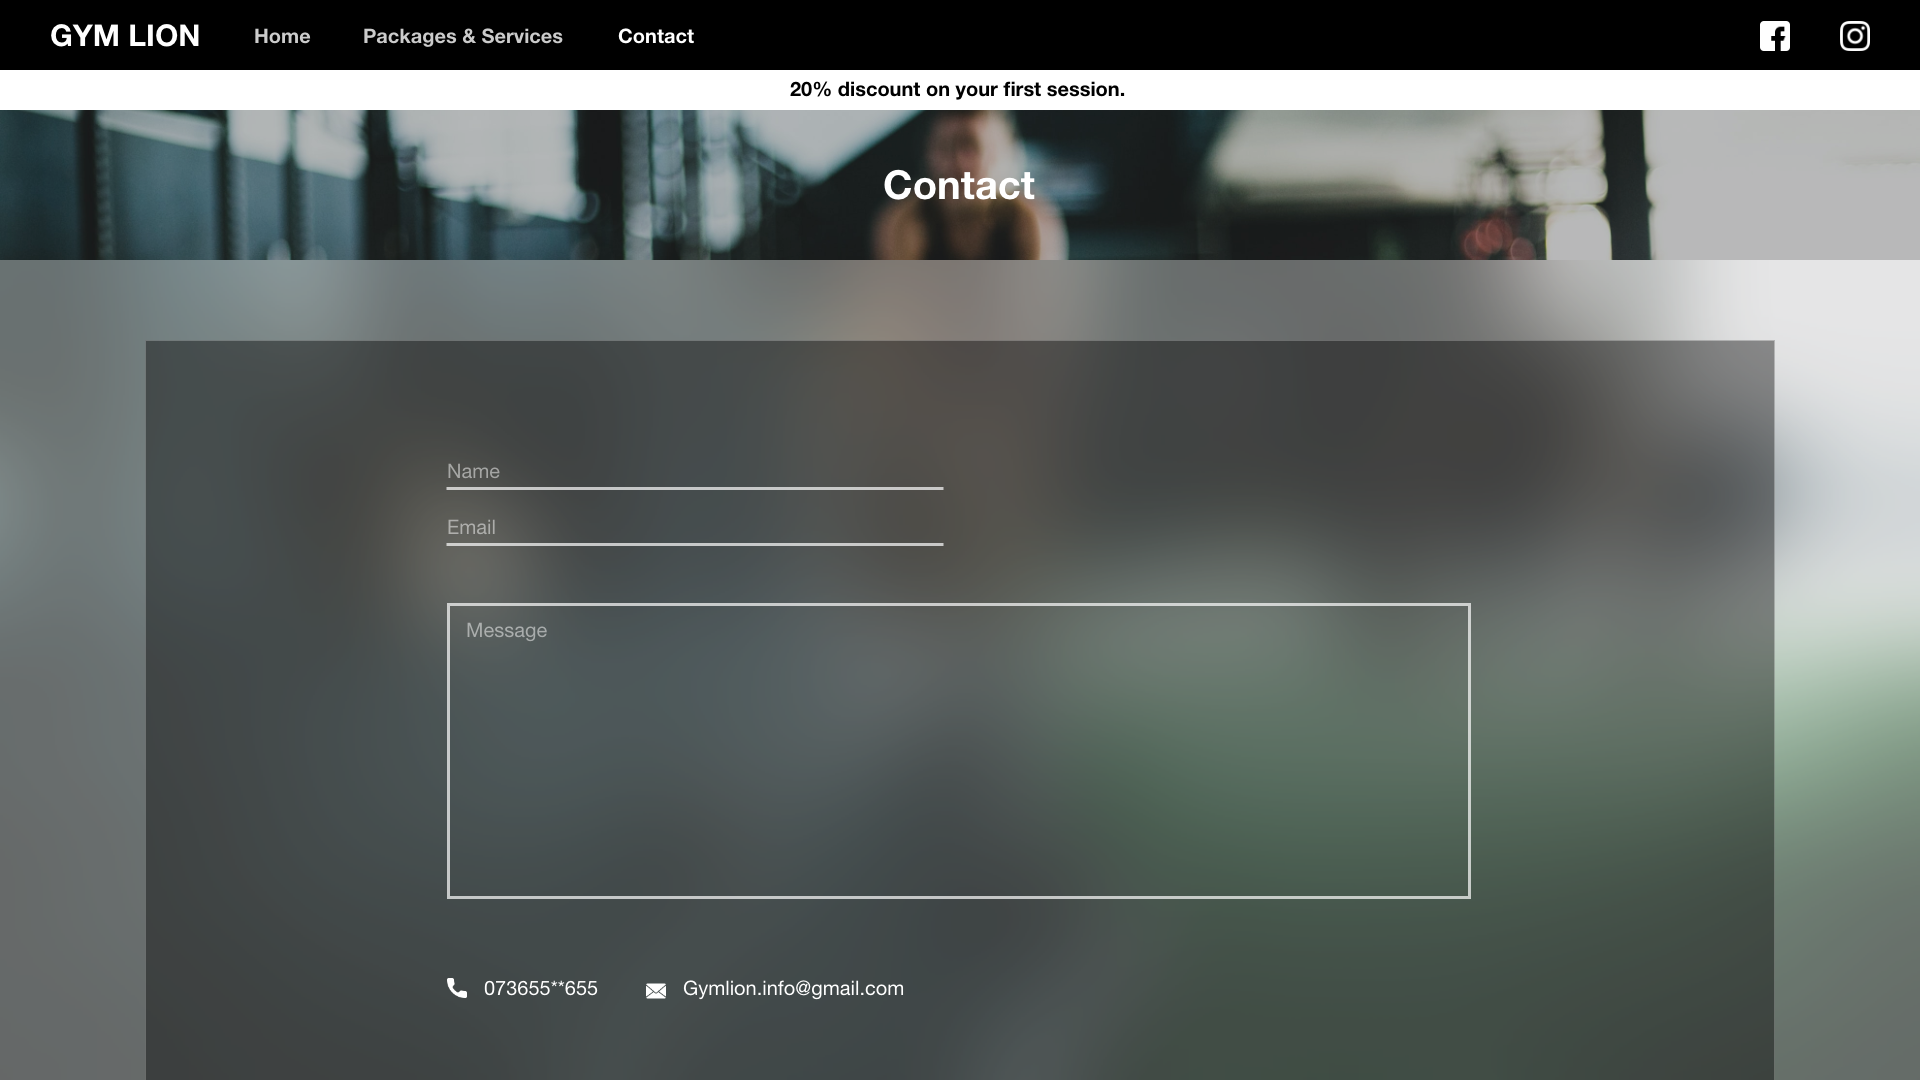 GYM LION
Home
Packages & Services
Contact
20% discount on your first session.
Contact
Name
Email
Message
073655**655
Gymlion.info@gmail.com